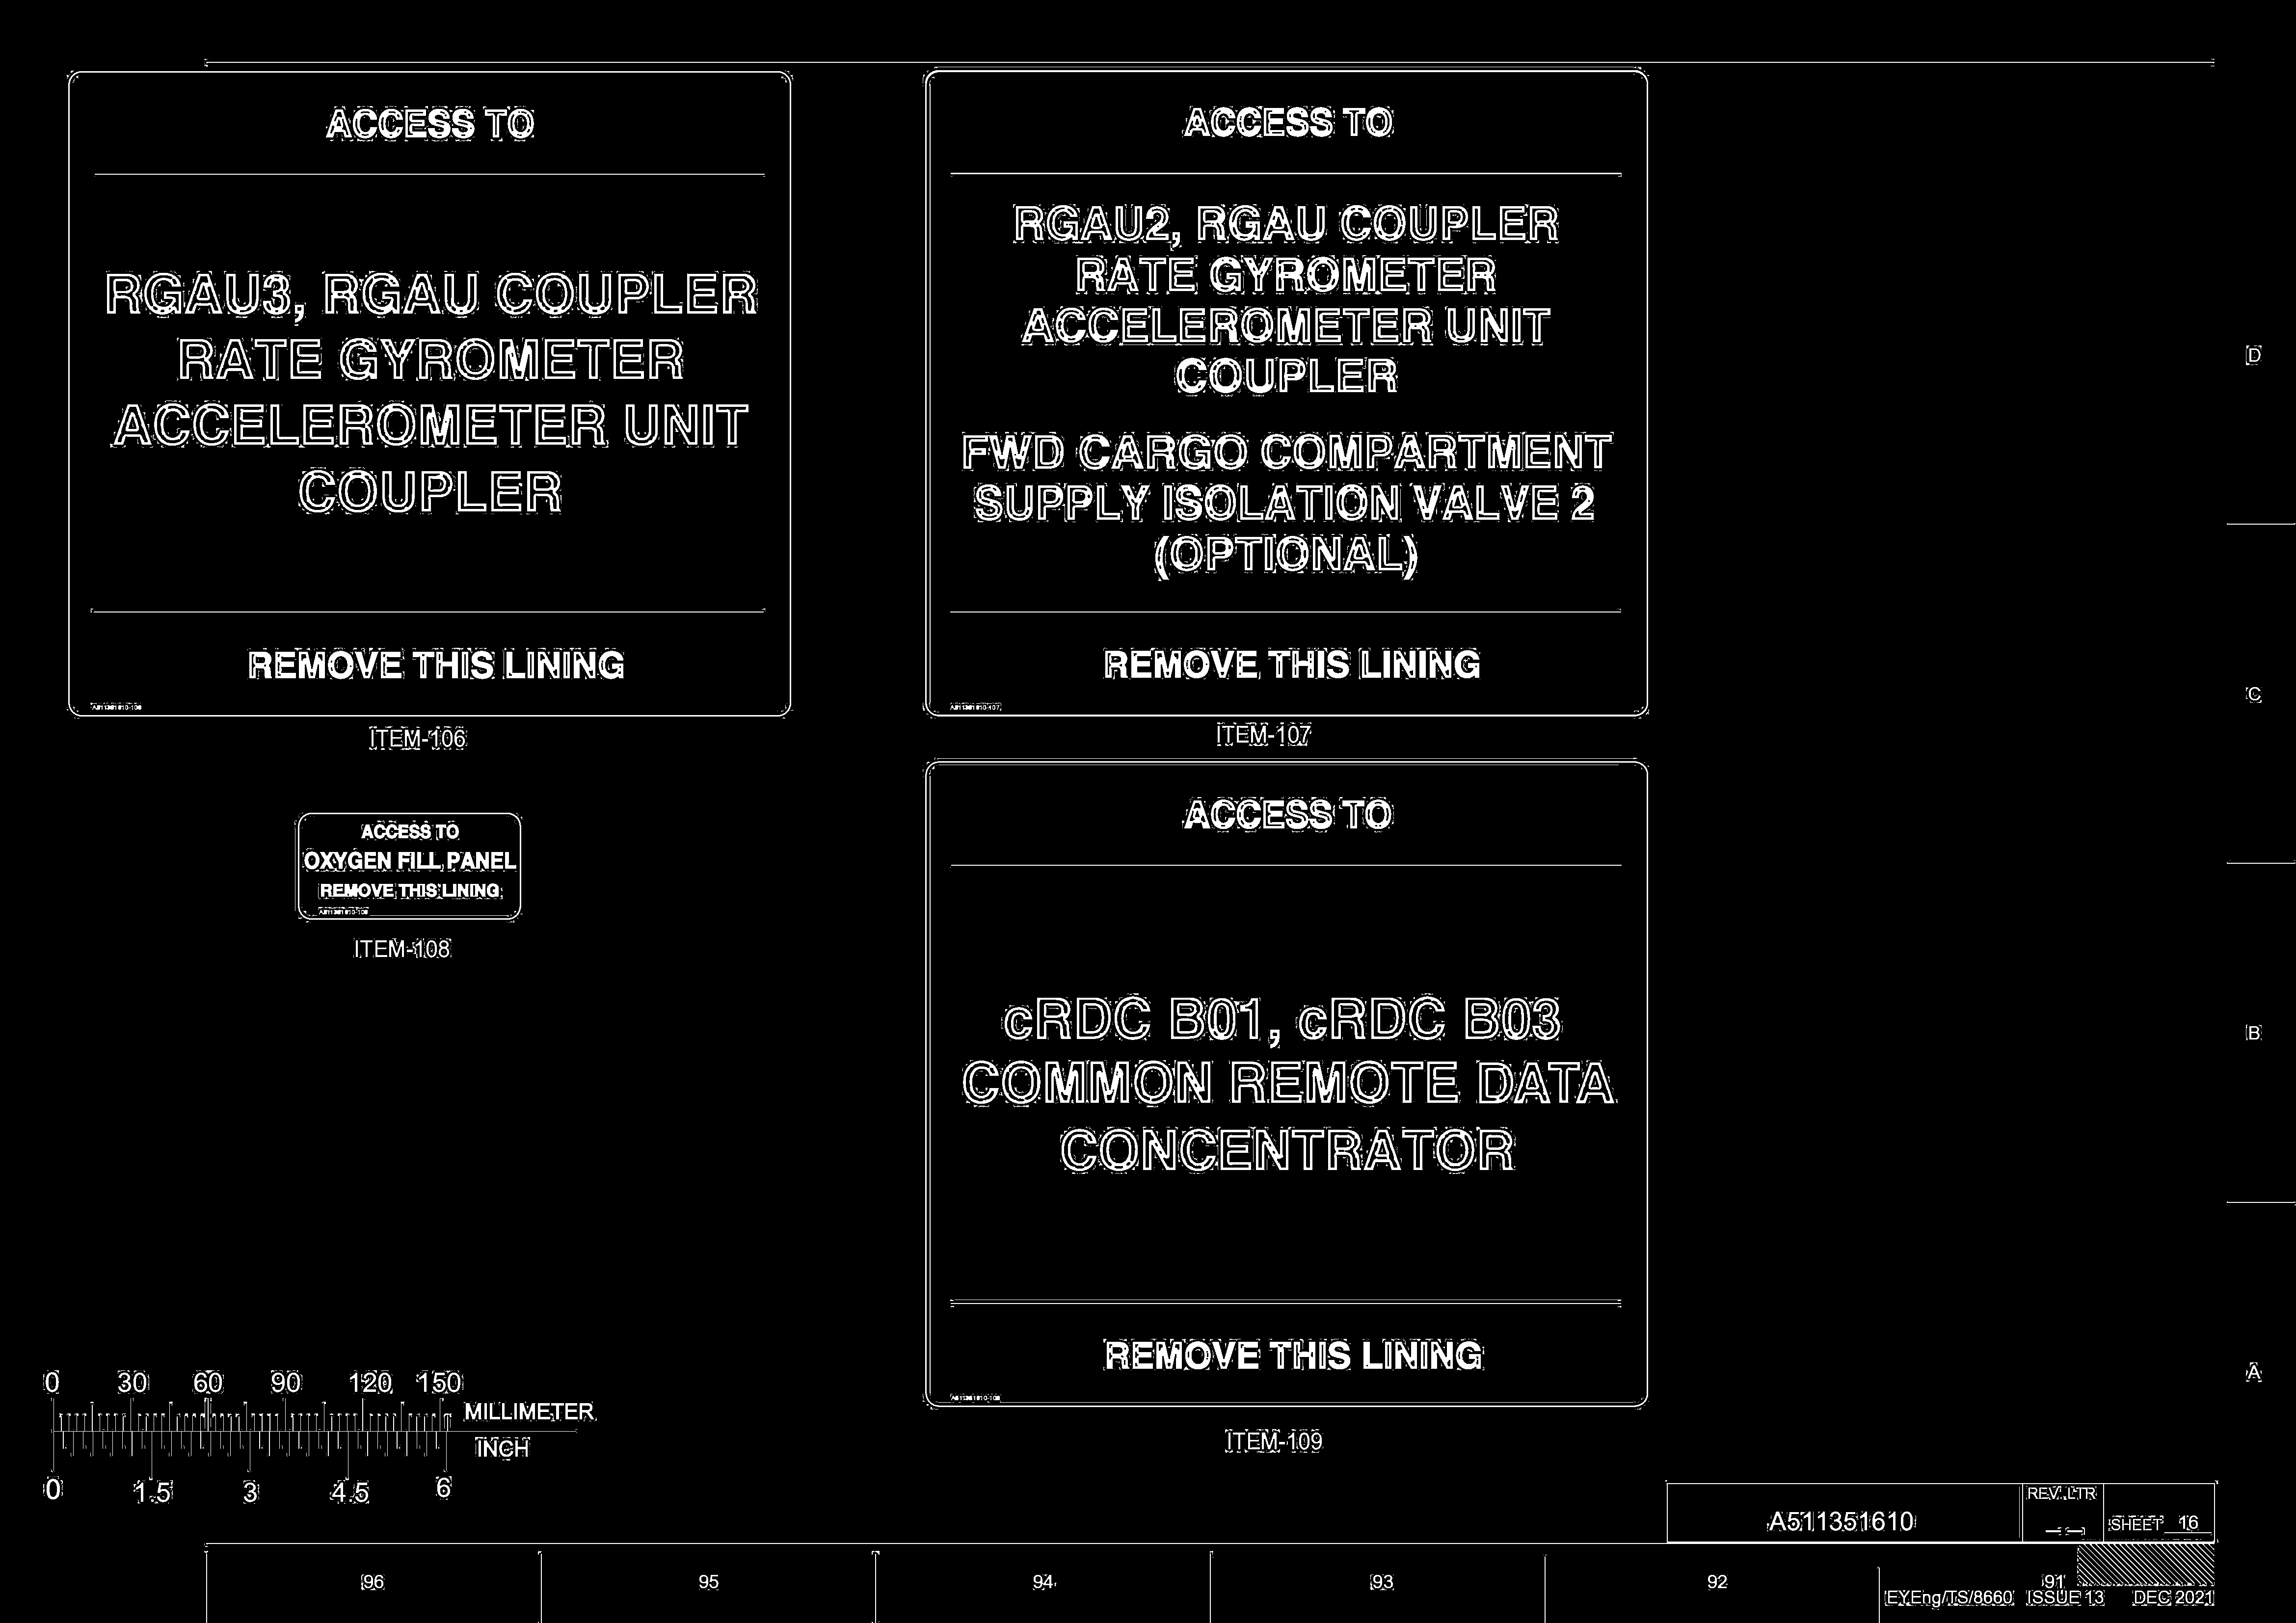 ACCESS TO
RGAU3, RGAU COUPLER
RATE GYROMETER
ACCELEROMETER UNIT
COUPLER
REMOVE THIS LINING
ITEM-106
ACCESS TO
RGAU2, RGAU COUPLER
RATE GYROMETER
ACCELEROMETER UNIT
COUPLER
FWD CARGO COMPARTMENT
SUPPLY ISOLATION VALVE 2
(OPTIONAL)
REMOVE THIS LINING
ITEM-107
ACCESS TO
OXYGEN FILL PANEL
REMOVE THIS LINING
ITEM-108
ACCESS TO
cRDC B01, cRDC B03
COMMON REMOTE DATA
CONCENTRATOR
REMOVE THIS LINING
ITEM-109
D
C
B
A
0 30 60 90 120 150
MILLIMETER
INCH
0 1.5 3 4.5 6
A511351610
REV.LTR
--
SHEET 16
96 95 94 93 92 91
EYEng/TS/8660 ISSUE 13 DEC 2021